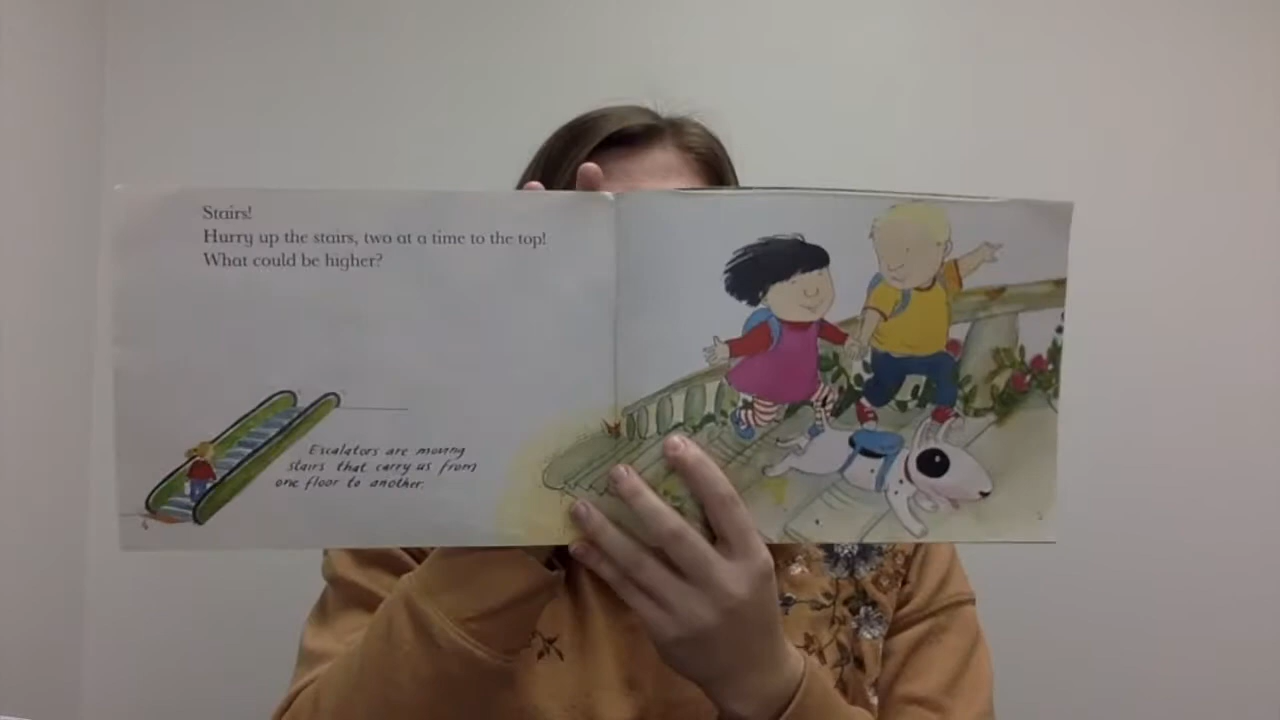 Stairs!
Hurry up the stairs, two at a time to the top!
What could be higher?
Escalators are moving
stairs that carry us from
one floor to another.